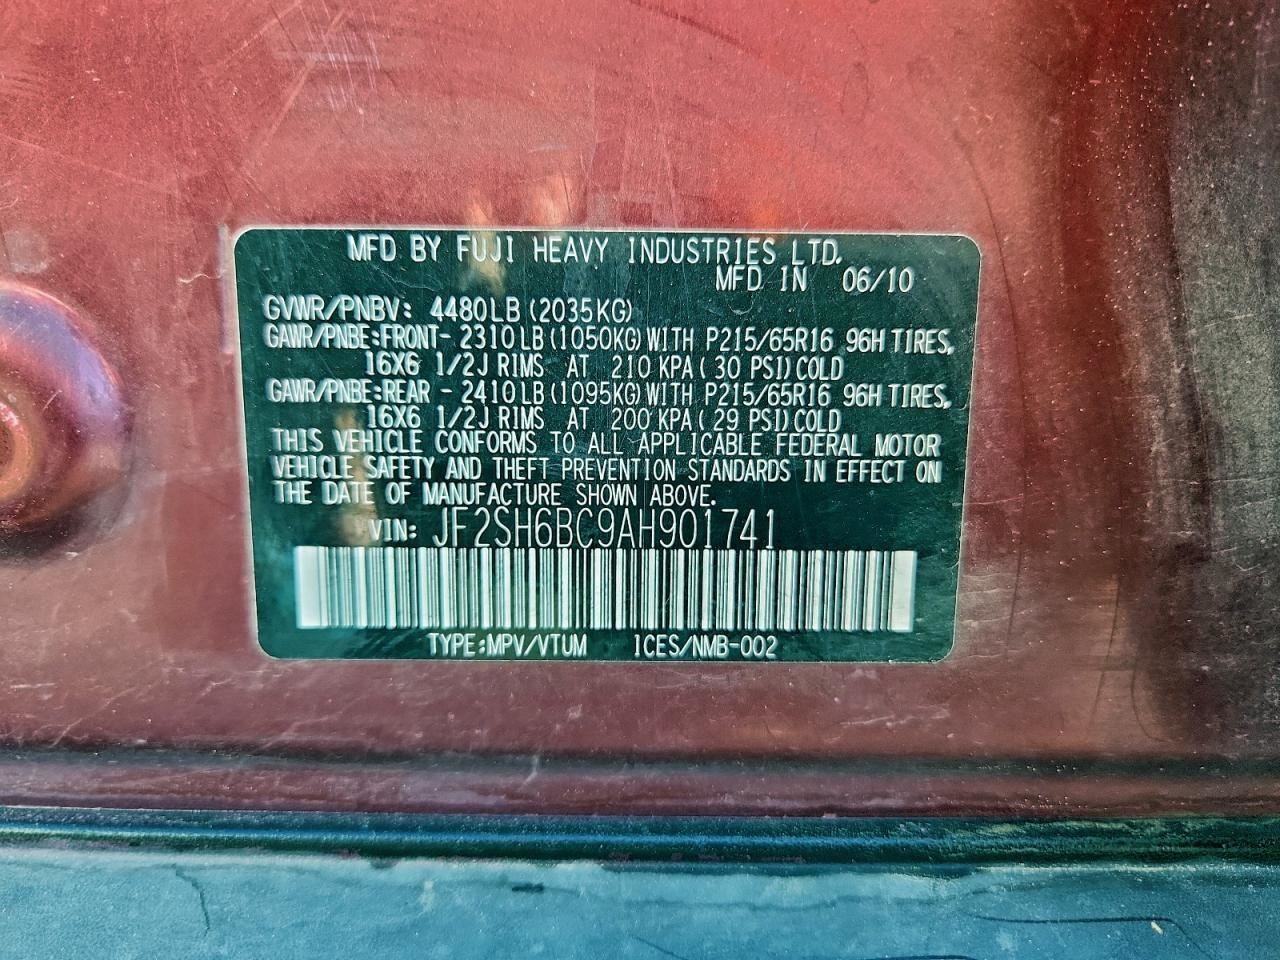 MFD BY FUJI HEAVY INDUSTRIES LTD.
MFD IN 06/10
GVWR/PNBV: 4480LB(2035KG)
GAWR/PNBE:FRONT- 2310LB(1050KG)WITH P215/65R16 96H TIRES,
16X6 1/2J RIMS AT 210 KPA(30 PSI)COLD
GAWR/PNBE:REAR - 2410LB(1095KG)WITH P215/65R16 96H TIRES,
16X6 1/2J RIMS AT 200 KPA(29 PSI)COLD
THIS VEHICLE CONFORMS TO ALL APPLICABLE FEDERAL MOTOR
VEHICLE SAFETY AND THEFT PREVENTION STANDARDS IN EFFECT ON
THE DATE OF MANUFACTURE SHOWN ABOVE.
VIN: JF2SH6BC9AH901741
TYPE:MPV/VTUM ICES/NMB-002